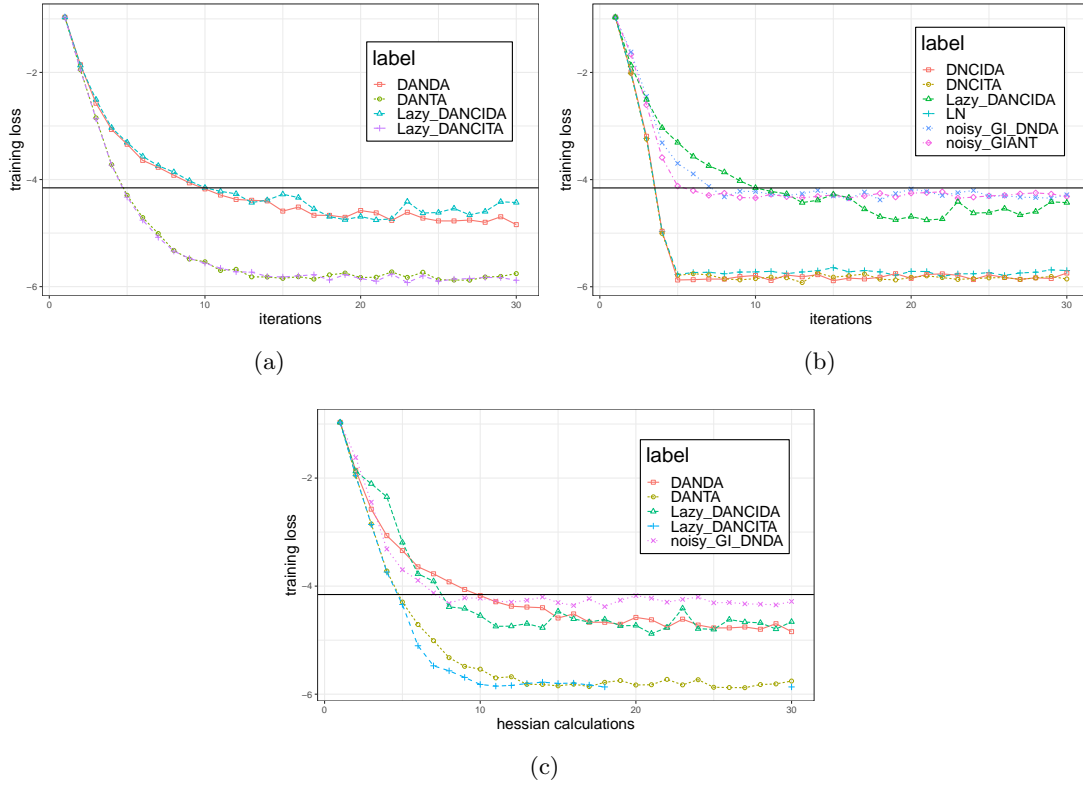 label
DANDA
DANTA
Lazy_DANCIDA
Lazy_DANCITA
training loss
−2
−4
−6
0
10
20
30
iterations
(a)
label
DNCIDA
DNCITA
Lazy_DANCIDA
LN
noisy_GI_DNDA
noisy_GIANT
training loss
−2
−4
−6
0
10
20
30
iterations
(b)
label
DANDA
DANTA
Lazy_DANCIDA
Lazy_DANCITA
noisy_GI_DNDA
training loss
−2
−4
−6
0
10
20
30
hessian calculations
(c)